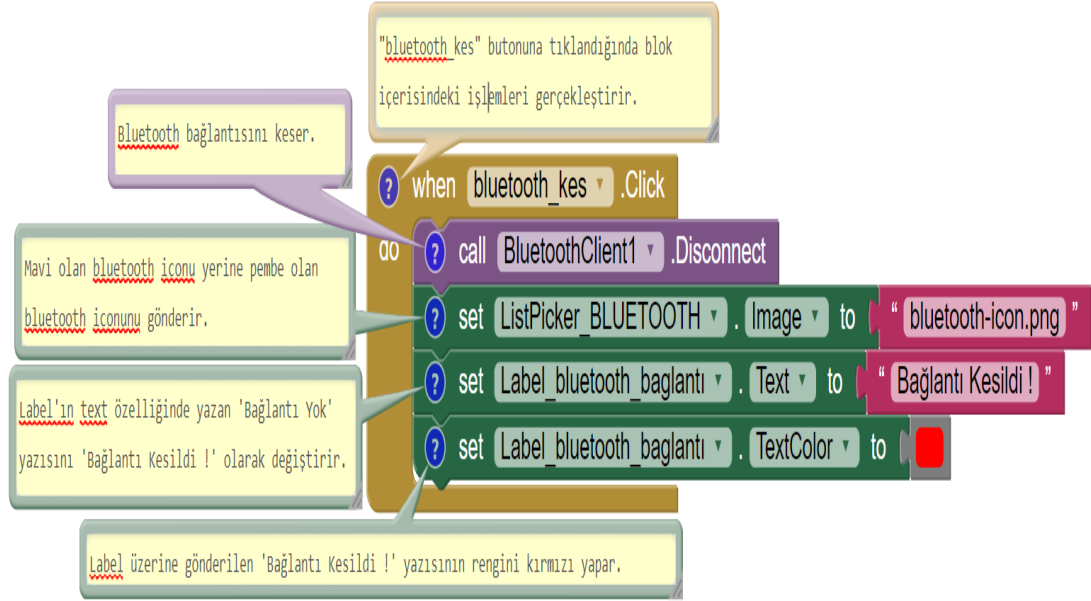 "bluetooth_kes" butonuna tıklandığında blok
içerisindeki işlemleri gerçekleştirir.
Bluetooth bağlantısını keser.
? when bluetooth_kes .Click
do ? call BluetoothClient1 .Disconnect
Mavi olan bluetooth iconu yerine pembe olan
bluetooth iconunu gönderir.
? set ListPicker_BLUETOOTH . Image to " bluetooth-icon.png "
Label'ın text özelliğinde yazan 'Bağlantı Yok'
yazısını 'Bağlantı Kesildi !' olarak değiştirir.
? set Label_bluetooth_baglantı . Text to " Bağlantı Kesildi ! "
? set Label_bluetooth_baglantı . TextColor to
Label üzerine gönderilen 'Bağlantı Kesildi !' yazısının rengini kırmızı yapar.